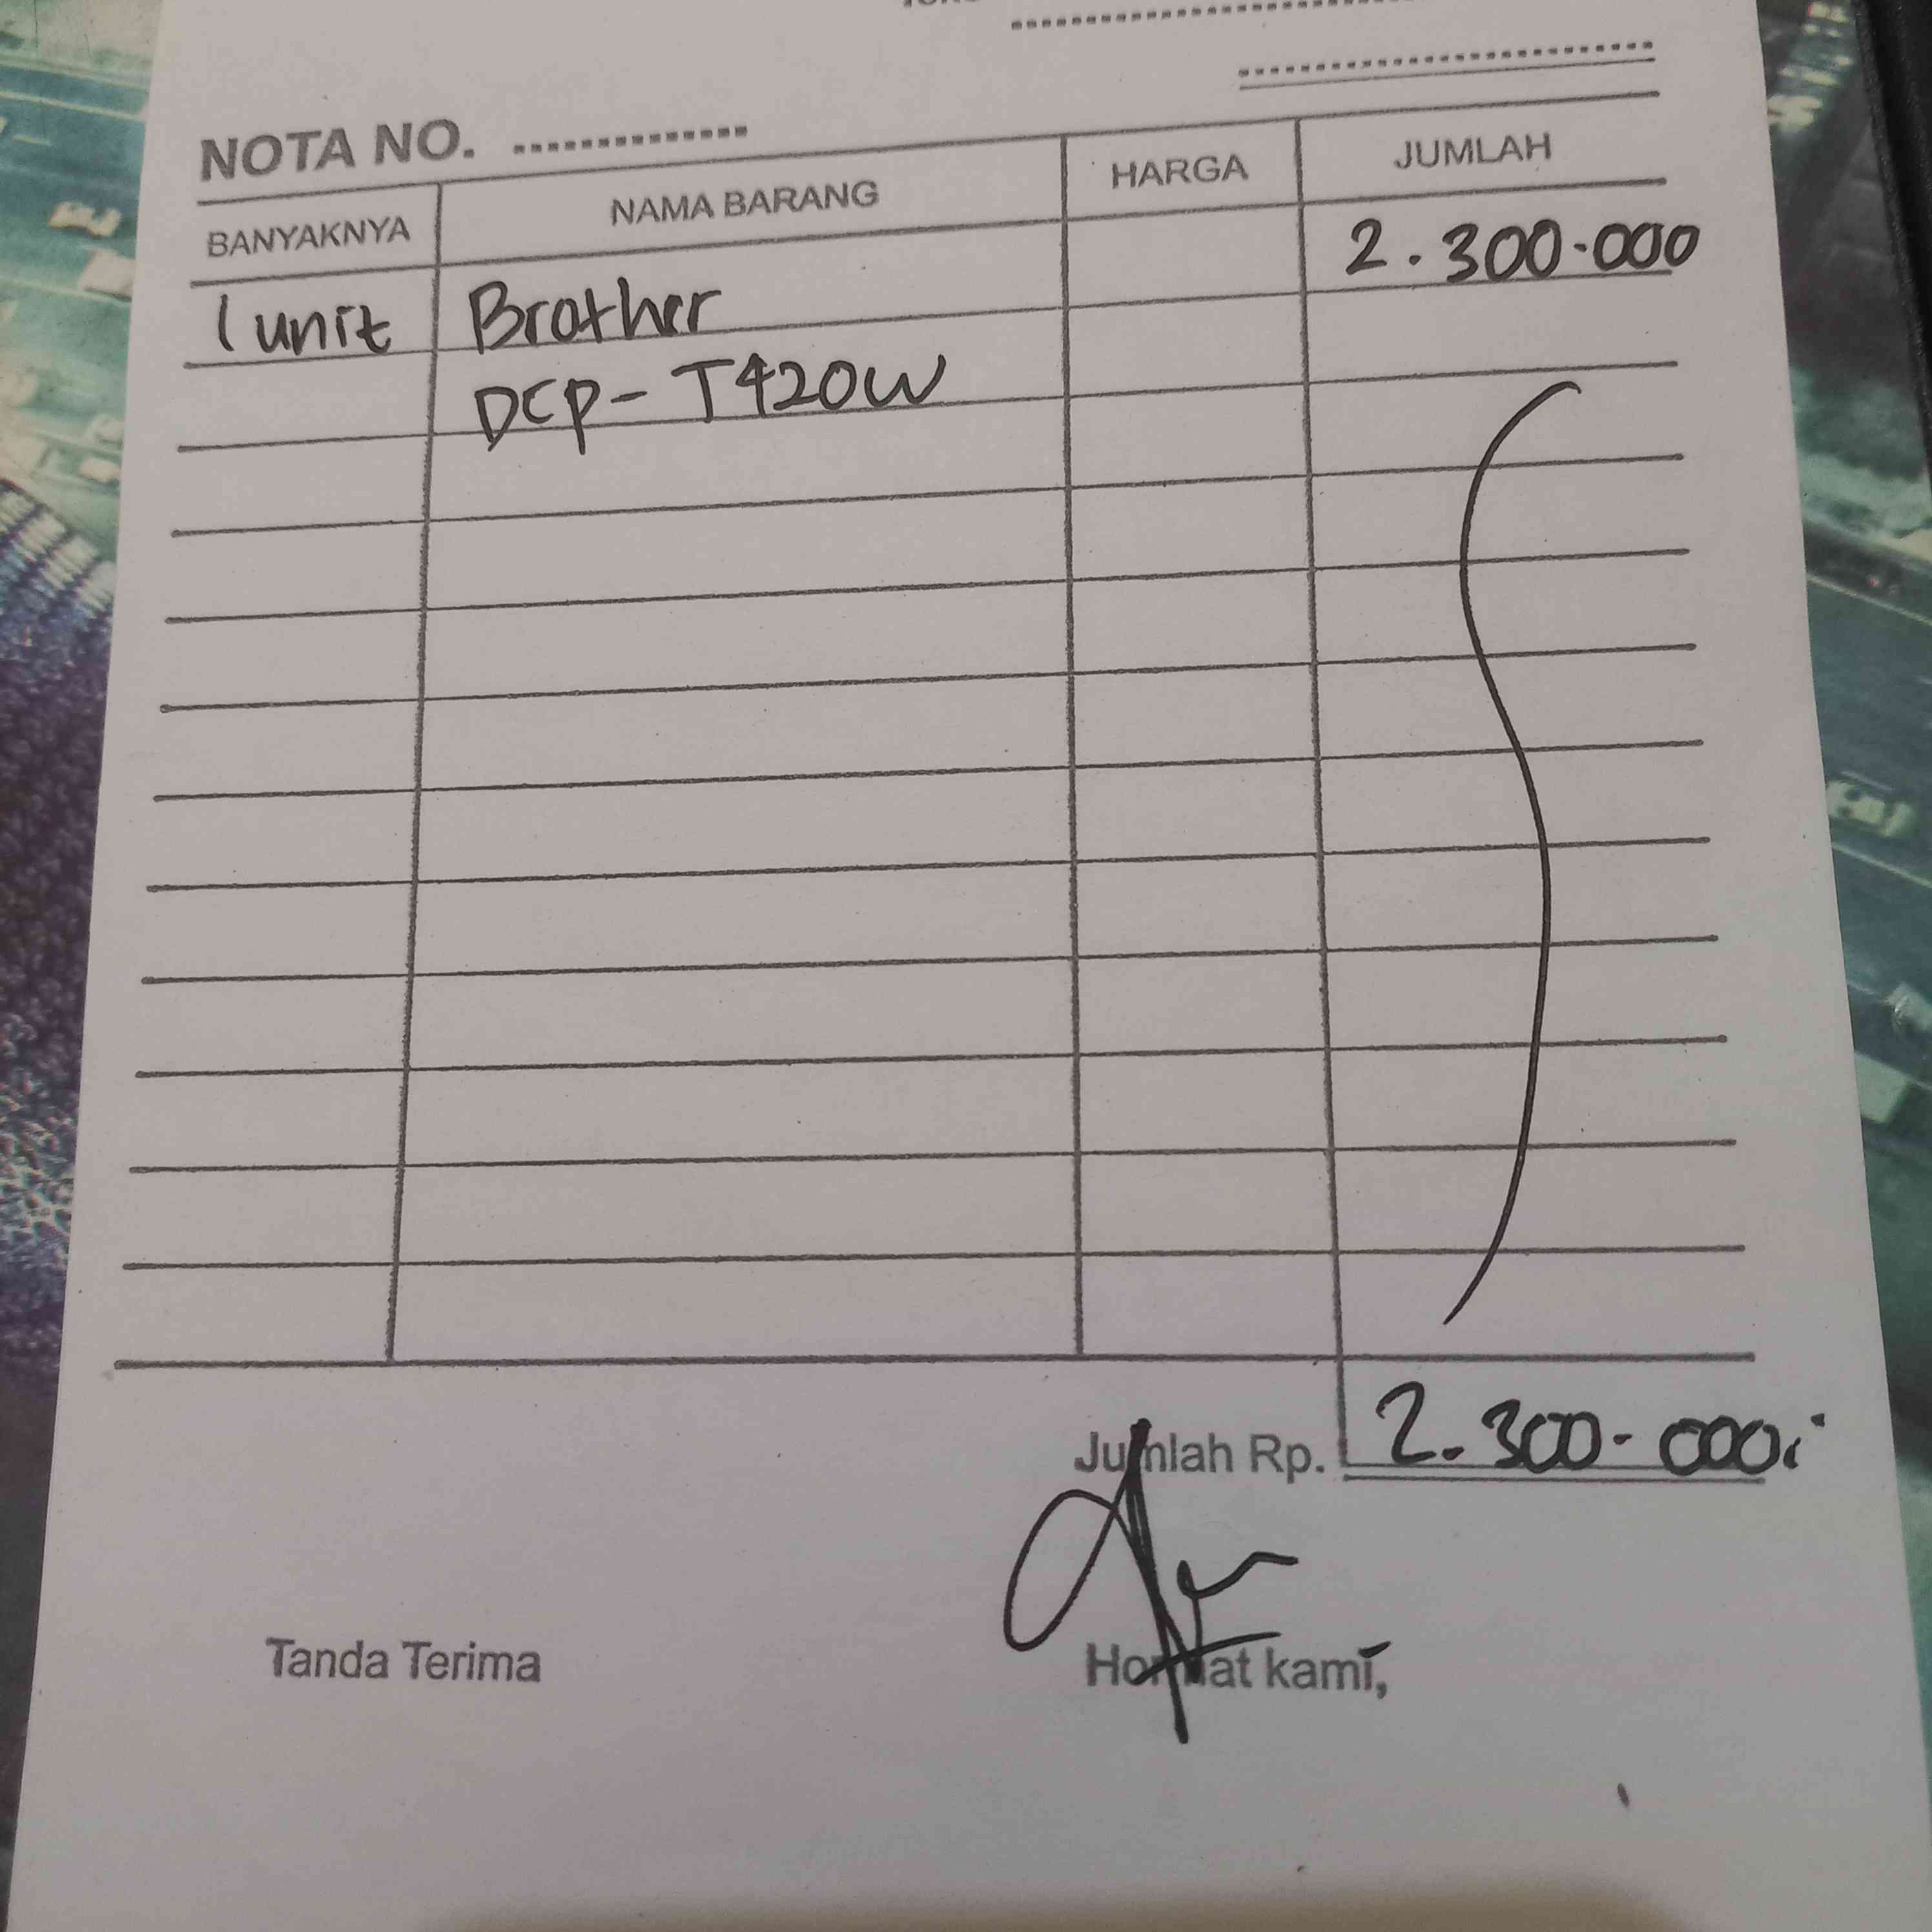 NOTA NO. ..............
BANYAKNYA NAMA BARANG HARGA JUMLAH
1 unit Brother 2.300.000
DCP-T420W
Jumlah Rp. 2.300.000
Tanda Terima Hormat kami,